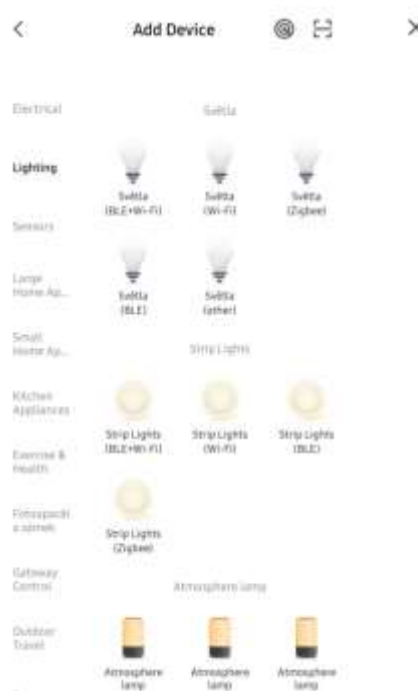 Add Device
Electrical
Světla
Lighting
Světla
(BLE+Wi-Fi)
Světla
(Wi-Fi)
Světla
(Zigbee)
Sensors
Large
Home Ap...
Světla
(BLE)
Světla
(other)
Small
Home Ap...
Strip Lights
Kitchen
Appliances
Strip Lights
(BLE+Wi-Fi)
Strip Lights
(Wi-Fi)
Strip Lights
(BLE)
Exercise &
Health
Fotoaparát
a zámek
Strip Lights
(Zigbee)
Gateway
Control
Atmosphere lamp
Outdoor
Travel
Atmosphere
lamp
Atmosphere
lamp
Atmosphere
lamp